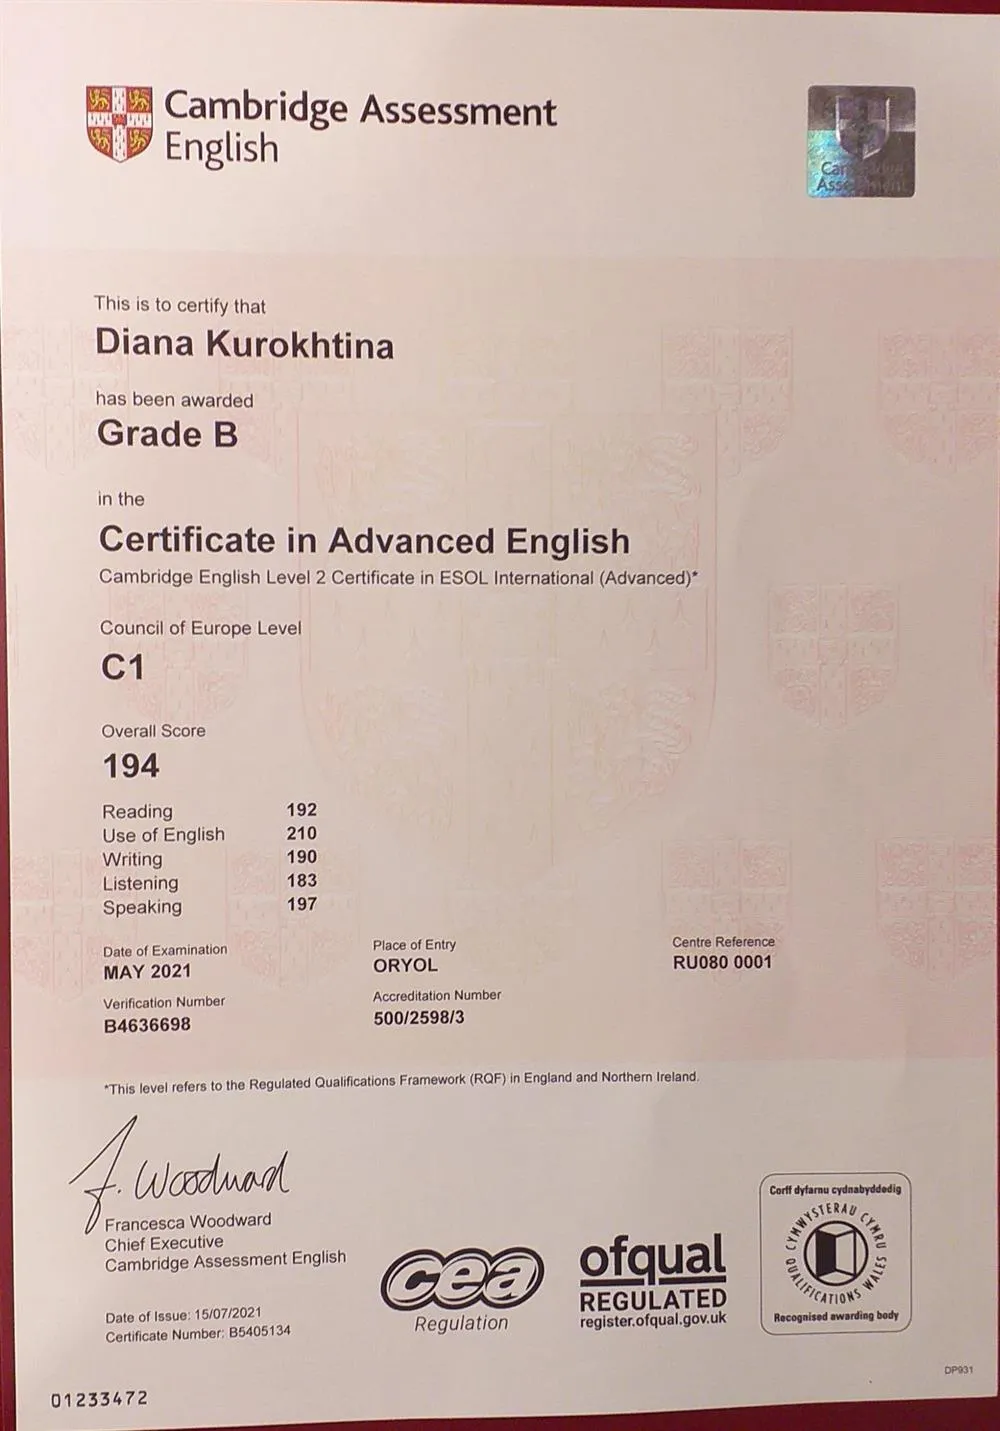 Cambridge Assessment
English
This is to certify that
Diana Kurokhtina
has been awarded
Grade B
in the
Certificate in Advanced English
Cambridge English Level 2 Certificate in ESOL International (Advanced)*
Council of Europe Level
C1
Overall Score
194
Reading 192
Use of English 210
Writing 190
Listening 183
Speaking 197
Date of Examination
MAY 2021
Place of Entry
ORYOL
Centre Reference
RU080 0001
Verification Number
B4636698
Accreditation Number
500/2598/3
*This level refers to the Regulated Qualifications Framework (RQF) in England and Northern Ireland.
F. Woodward
Francesca Woodward
Chief Executive
Cambridge Assessment English
Date of Issue: 15/07/2021
Certificate Number: B5405134
cea
Regulation
ofqual
REGULATED
register.ofqual.gov.uk
Corff dyfarnu cydnabyddedig
CYMWYSTERAU CYMRU
QUALIFICATIONS WALES
Recognised awarding body
DP931
01233472